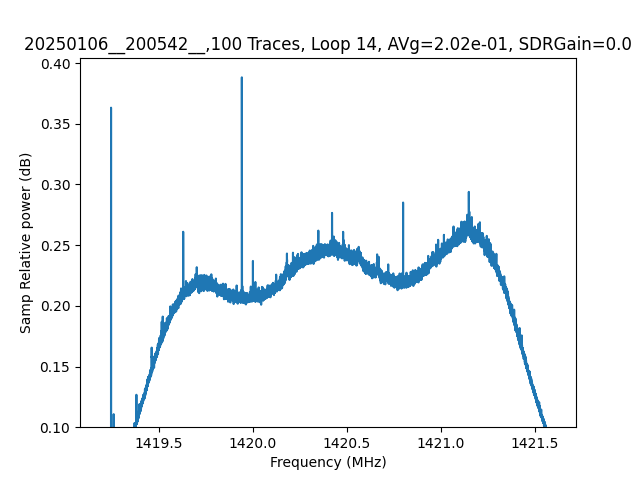 20250106__200542__,100 Traces, Loop 14, AVg=2.02e-01, SDRGain=0.0
0.40
0.35
0.30
0.25
0.20
0.15
0.10
Samp Relative power (dB)
1419.5 1420.0 1420.5 1421.0 1421.5
Frequency (MHz)